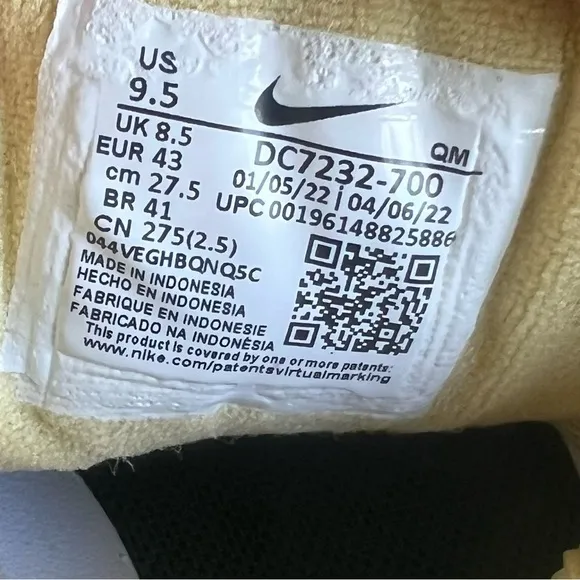 US
9.5
UK 8.5
EUR 43
cm 27.5
BR 41
CN 275(2.5)
044VEGHBQNQ5C
QM
DC7232-700
01/05/22 | 04/06/22
UPC 00196148825886
MADE IN INDONESIA
HECHO EN INDONESIA
FABRIQUE EN INDONESIE
FABRICADO NA INDONÉSIA
This product is covered by one or more patents:
www.nike.com/patentsvirtualmarking